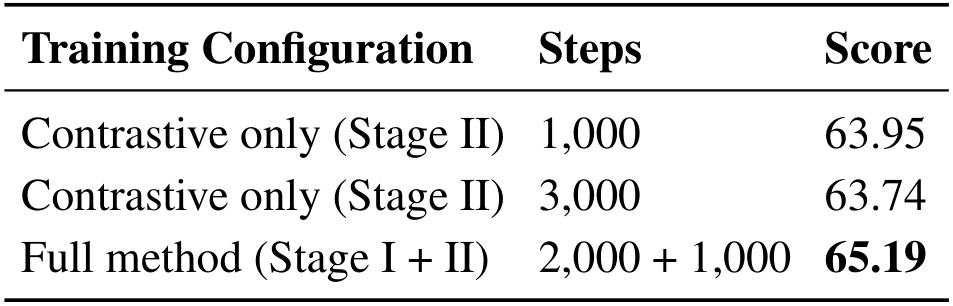 Training Configuration Steps Score
Contrastive only (Stage II) 1,000 63.95
Contrastive only (Stage II) 3,000 63.74
Full method (Stage I + II) 2,000 + 1,000 65.19